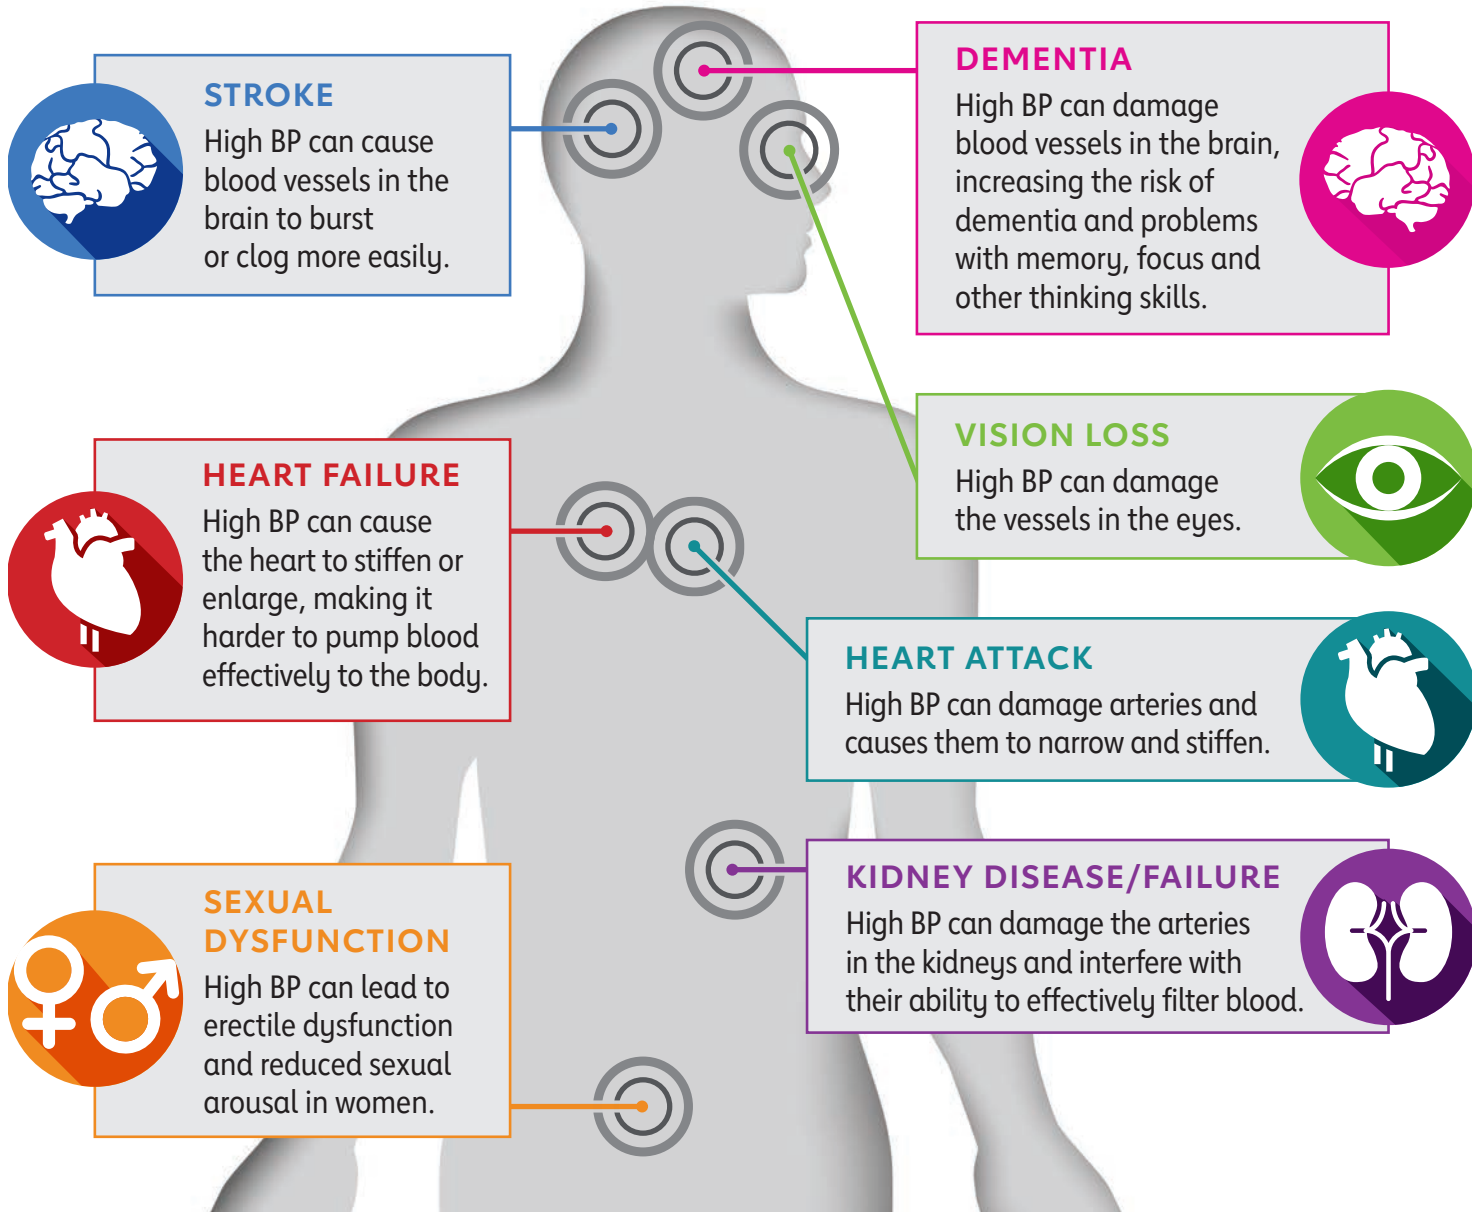 STROKE
High BP can cause
blood vessels in the
brain to burst
or clog more easily.
DEMENTIA
High BP can damage
blood vessels in the brain,
increasing the risk of
dementia and problems
with memory, focus and
other thinking skills.
VISION LOSS
High BP can damage
the vessels in the eyes.
HEART FAILURE
High BP can cause
the heart to stiffen or
enlarge, making it
harder to pump blood
effectively to the body.
HEART ATTACK
High BP can damage arteries and
causes them to narrow and stiffen.
KIDNEY DISEASE/FAILURE
High BP can damage the arteries
in the kidneys and interfere with
their ability to effectively filter blood.
SEXUAL
DYSFUNCTION
High BP can lead to
erectile dysfunction
and reduced sexual
arousal in women.